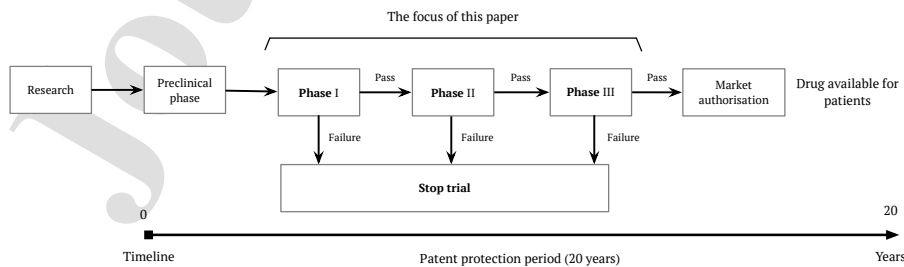 The focus of this paper
Research
Preclinical
phase
Phase I
Pass
Phase II
Pass
Phase III
Pass
Market
authorisation
Drug available for
patients
Failure
Failure
Failure
Stop trial
0
20
Timeline
Patent protection period (20 years)
Years